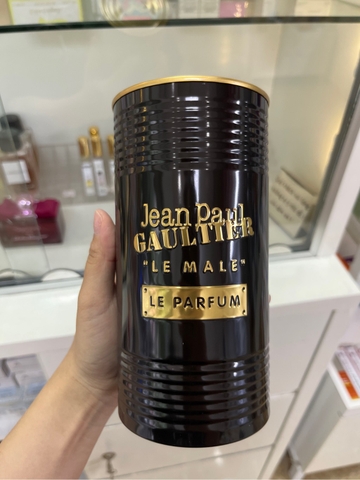 Jean Paul
GAULTIER
"LE MALE"
LE PARFUM